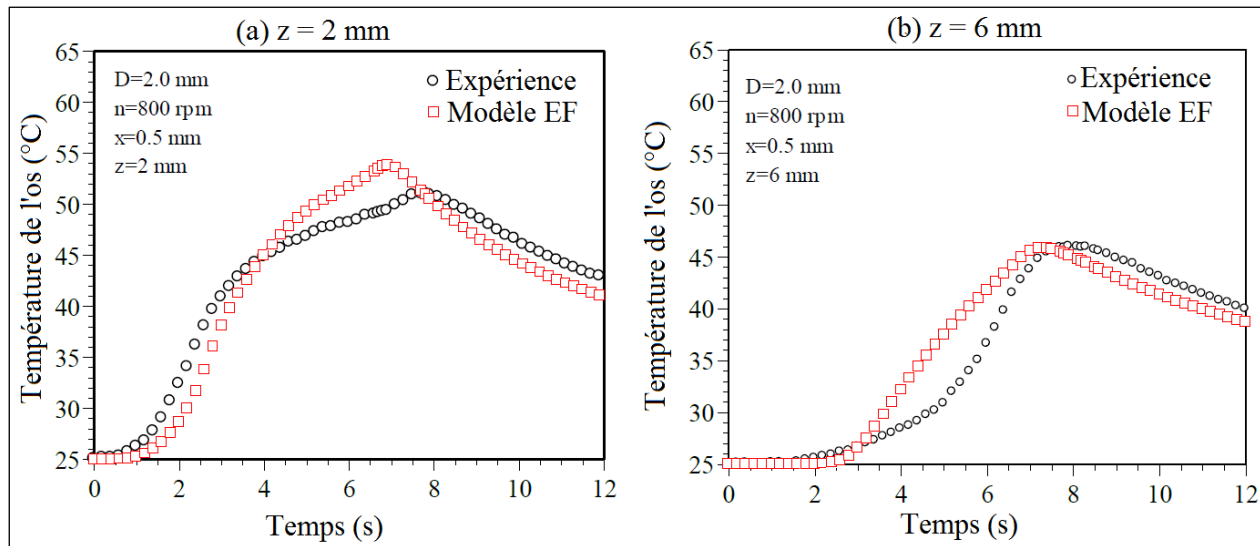 (a) z = 2 mm
Température de l'os (°C)
65
60
55
50
45
40
35
30
25
D=2.0 mm
n=800 rpm
x=0.5 mm
z=2 mm
Expérience
Modèle EF
0 2 4 6 8 10 12
Temps (s)
(b) z = 6 mm
Température de l'os (°C)
65
60
55
50
45
40
35
30
25
D=2.0 mm
n=800 rpm
x=0.5 mm
z=6 mm
Expérience
Modèle EF
0 2 4 6 8 10 12
Temps (s)